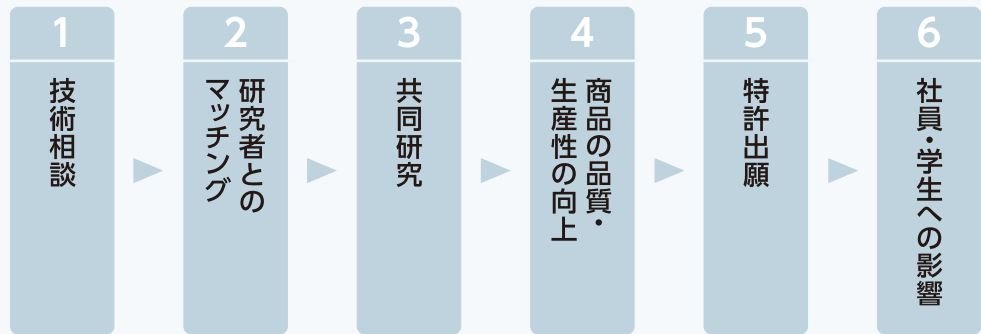 1
技術相談
2
研究者との
マッチング
3
共同研究
4
商品の品質・
生産性の向上
5
特許出願
6
社員・学生への影響